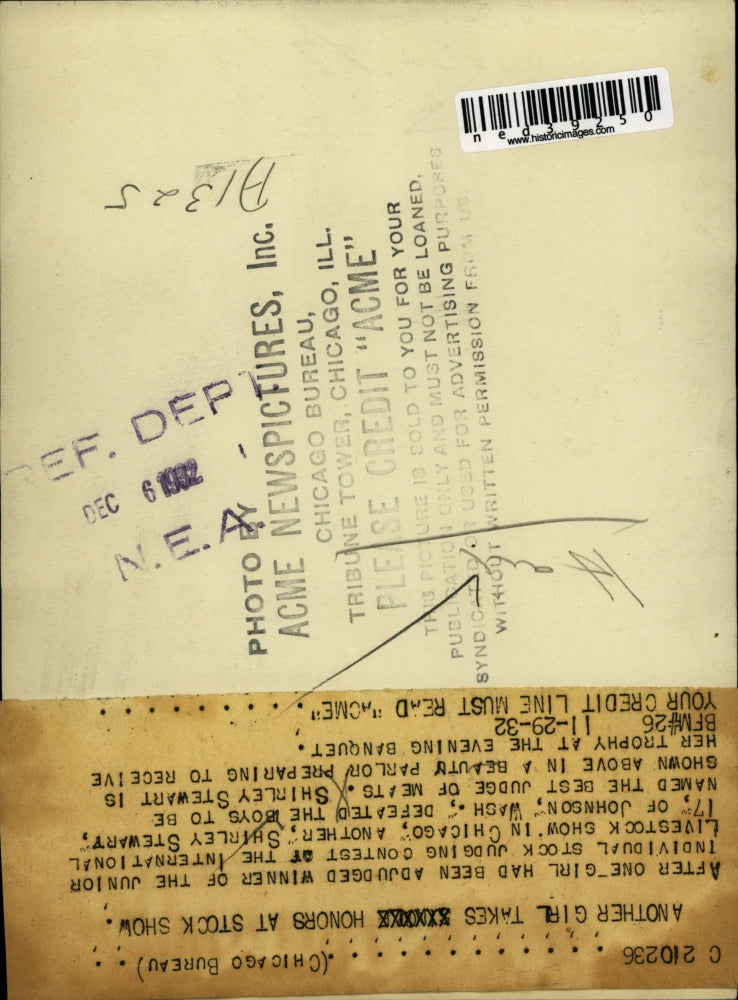 ned39250
www.historicimages.com
A1325
PHOTO BY
ACME NEWSPICTURES, Inc.
CHICAGO BUREAU,
TRIBUNE TOWER, CHICAGO, ILL.
PLEASE CREDIT "ACME"
THIS PICTURE IS SOLD TO YOU FOR YOUR
PUBLICATION ONLY AND MUST NOT BE LOANED,
SYNDICATED OR USED FOR ADVERTISING PURPOSES
WITHOUT WRITTEN PERMISSION FROM US.
REF. DEPT.
DEC 6 1932
N.E.A.
C 210236 (CHICAGO BUREAU)
ANOTHER GIRL TAKES XXXXXX HONORS AT STOCK SHOW.
AFTER ONE GIRL HAD BEEN ADJUDGED WINNER OF THE JUNIOR
INDIVIDUAL STOCK JUDGING CONTEST AT THE INTERNATIONAL
LIVESTOCK SHOW IN CHICAGO, ANOTHER, SHIRLEY STEWART,
17, OF JOHNSON, WASH., DEFEATED THE BOYS TO BE
NAMED THE BEST JUDGE OF MEATS. SHIRLEY STEWART IS
SHOWN ABOVE IN A BEAUTY PARLOR PREPARING TO RECEIVE
HER TROPHY AT THE EVENING BANQUET.
BFM#26 11-29-32
YOUR CREDIT LINE MUST READ "ACME"